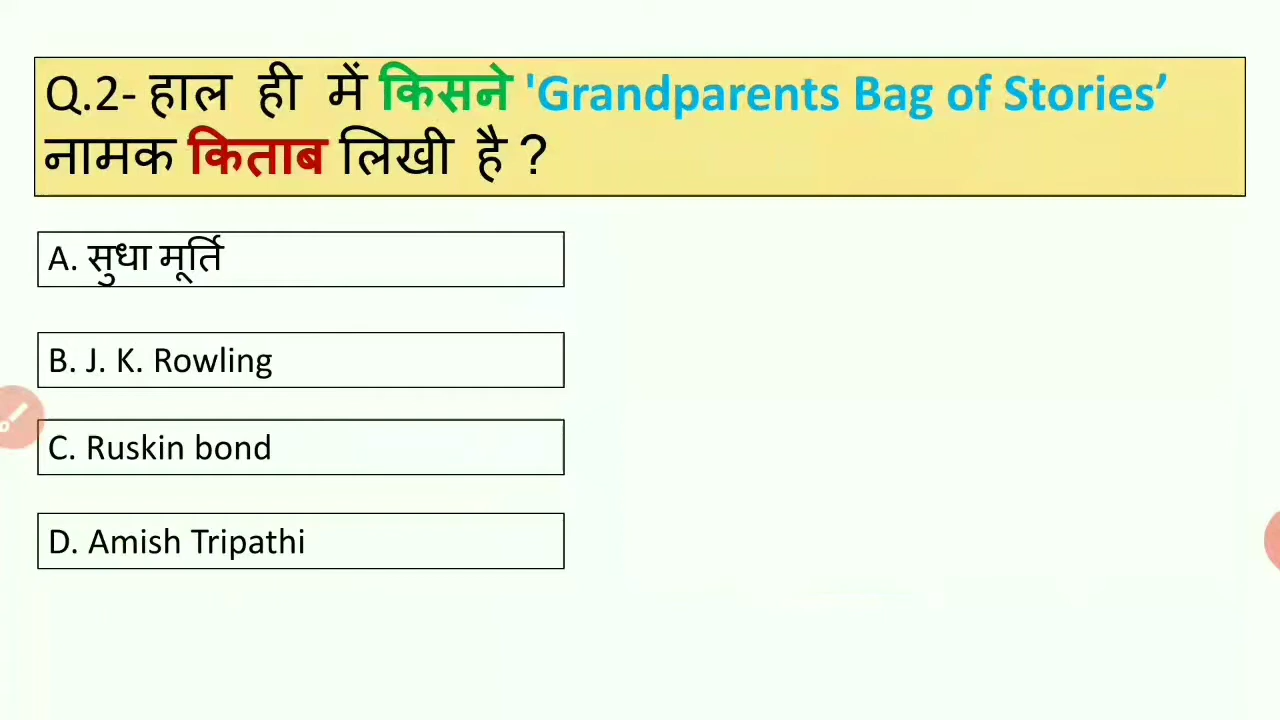 Q.2- हाल ही में किसने 'Grandparents Bag of Stories’
नामक किताब लिखी है ?
A. सुधा मूर्ति
B. J. K. Rowling
C. Ruskin bond
D. Amish Tripathi